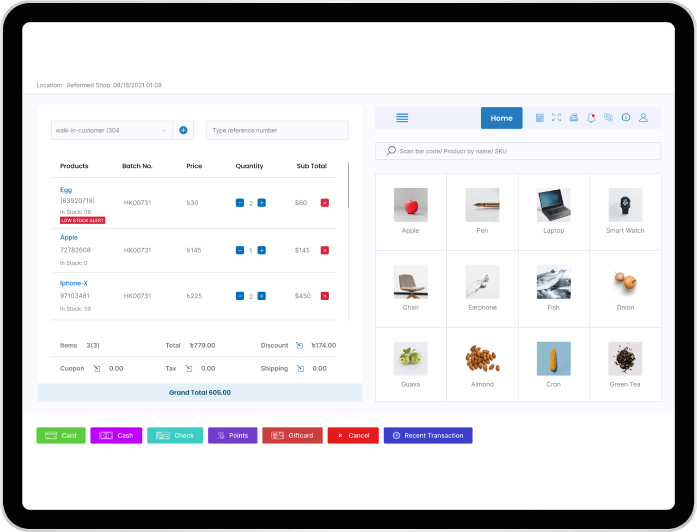 Location: Reformed Shop 08/18/2021 01:09
walk-in-customer (304
Type reference number
Home
Scan bar code/ Product by name/ SKU
Products Batch No. Price Quantity Sub Total
Egg
[63920719]
HK00731 ৳30 2 $60
In Stock: 09
LOW STOCK ALERT
Apple
72782608 HK00731 ৳145 1 $145
In Stock: 0
Iphone-X
97103461 HK00731 ৳225 2 $450
In Stock: 59
Items 3(3) Total ৳779.00 Discount ৳174.00
Cuopon 0.00 Tax 0.00 Shipping 0.00
Grand Total 605.00
Apple Pen Laptop Smart Watch
Chair Earphone Fish Onion
Guava Almond Cron Green Tea
Card Cash Check Points Giftcard × Cancel Recent Transaction